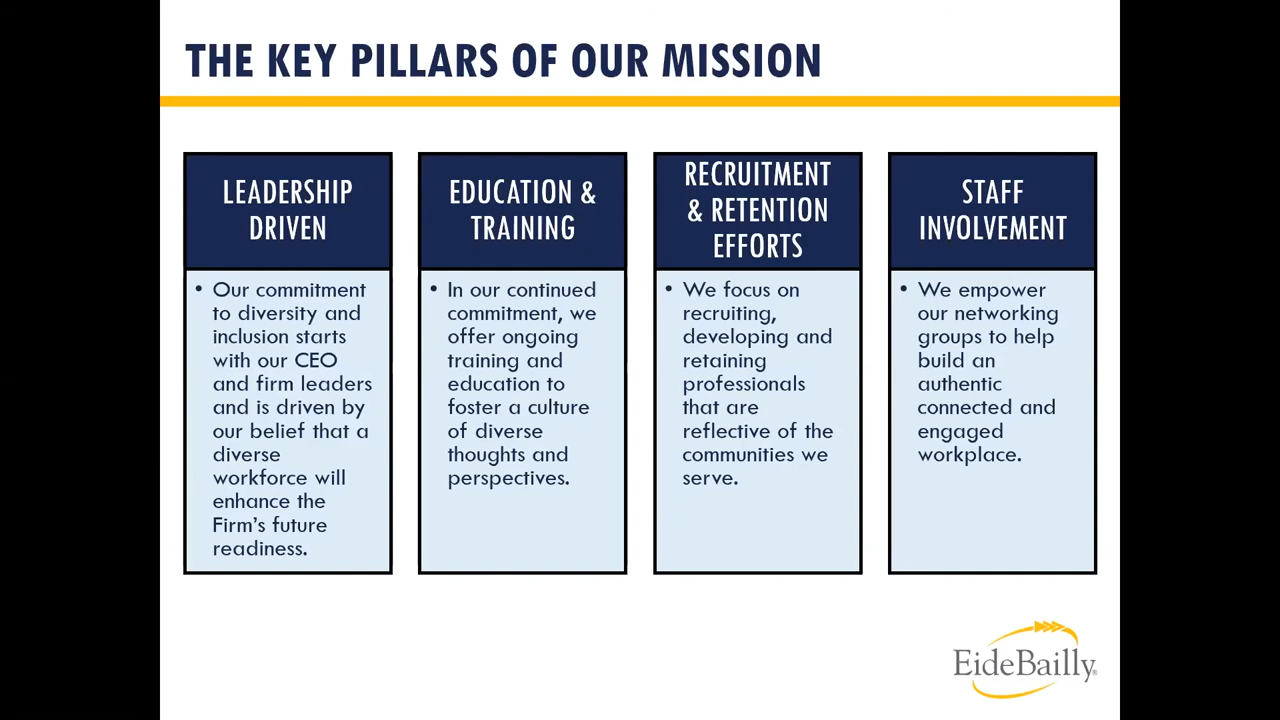 THE KEY PILLARS OF OUR MISSION
LEADERSHIP
DRIVEN
• Our commitment
to diversity and
inclusion starts
with our CEO
and firm leaders
and is driven by
our belief that a
diverse
workforce will
enhance the
Firm's future
readiness.
EDUCATION &
TRAINING
• In our continued
commitment, we
offer ongoing
training and
education to
foster a culture
of diverse
thoughts and
perspectives.
RECRUITMENT
& RETENTION
EFFORTS
• We focus on
recruiting,
developing and
retaining
professionals
that are
reflective of the
communities we
serve.
STAFF
INVOLVEMENT
• We empower
our networking
groups to help
build an
authentic
connected and
engaged
workplace.
EideBailly®